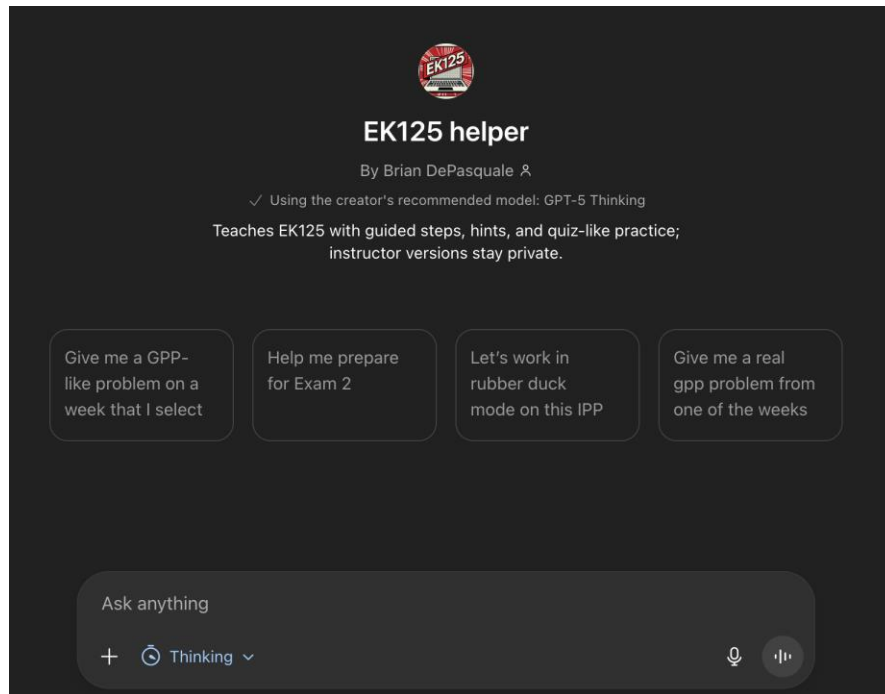 EK125
EK125 helper
By Brian DePasquale
Using the creator's recommended model: GPT-5 Thinking
Teaches EK125 with guided steps, hints, and quiz-like practice;
instructor versions stay private.
Give me a GPP-
like problem on a
week that I select
Help me prepare
for Exam 2
Let's work in
rubber duck
mode on this IPP
Give me a real
gpp problem from
one of the weeks
Ask anything
Thinking